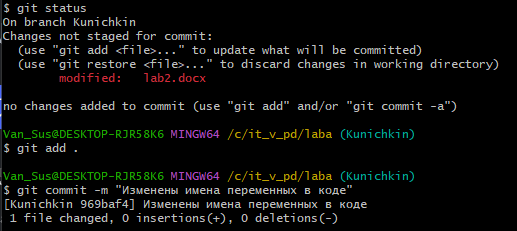 $ git status
On branch Kunichkin
Changes not staged for commit:
  (use "git add <file>..." to update what will be committed)
  (use "git restore <file>..." to discard changes in working directory)
        modified:   lab2.docx

no changes added to commit (use "git add" and/or "git commit -a")

Van_Sus@DESKTOP-RJR58K6 MINGW64 /c/it_v_pd/laba (Kunichkin)
$ git add .

Van_Sus@DESKTOP-RJR58K6 MINGW64 /c/it_v_pd/laba (Kunichkin)
$ git commit -m "Изменены имена переменных в коде"
[Kunichkin 969baf4] Изменены имена переменных в коде
 1 file changed, 0 insertions(+), 0 deletions(-)